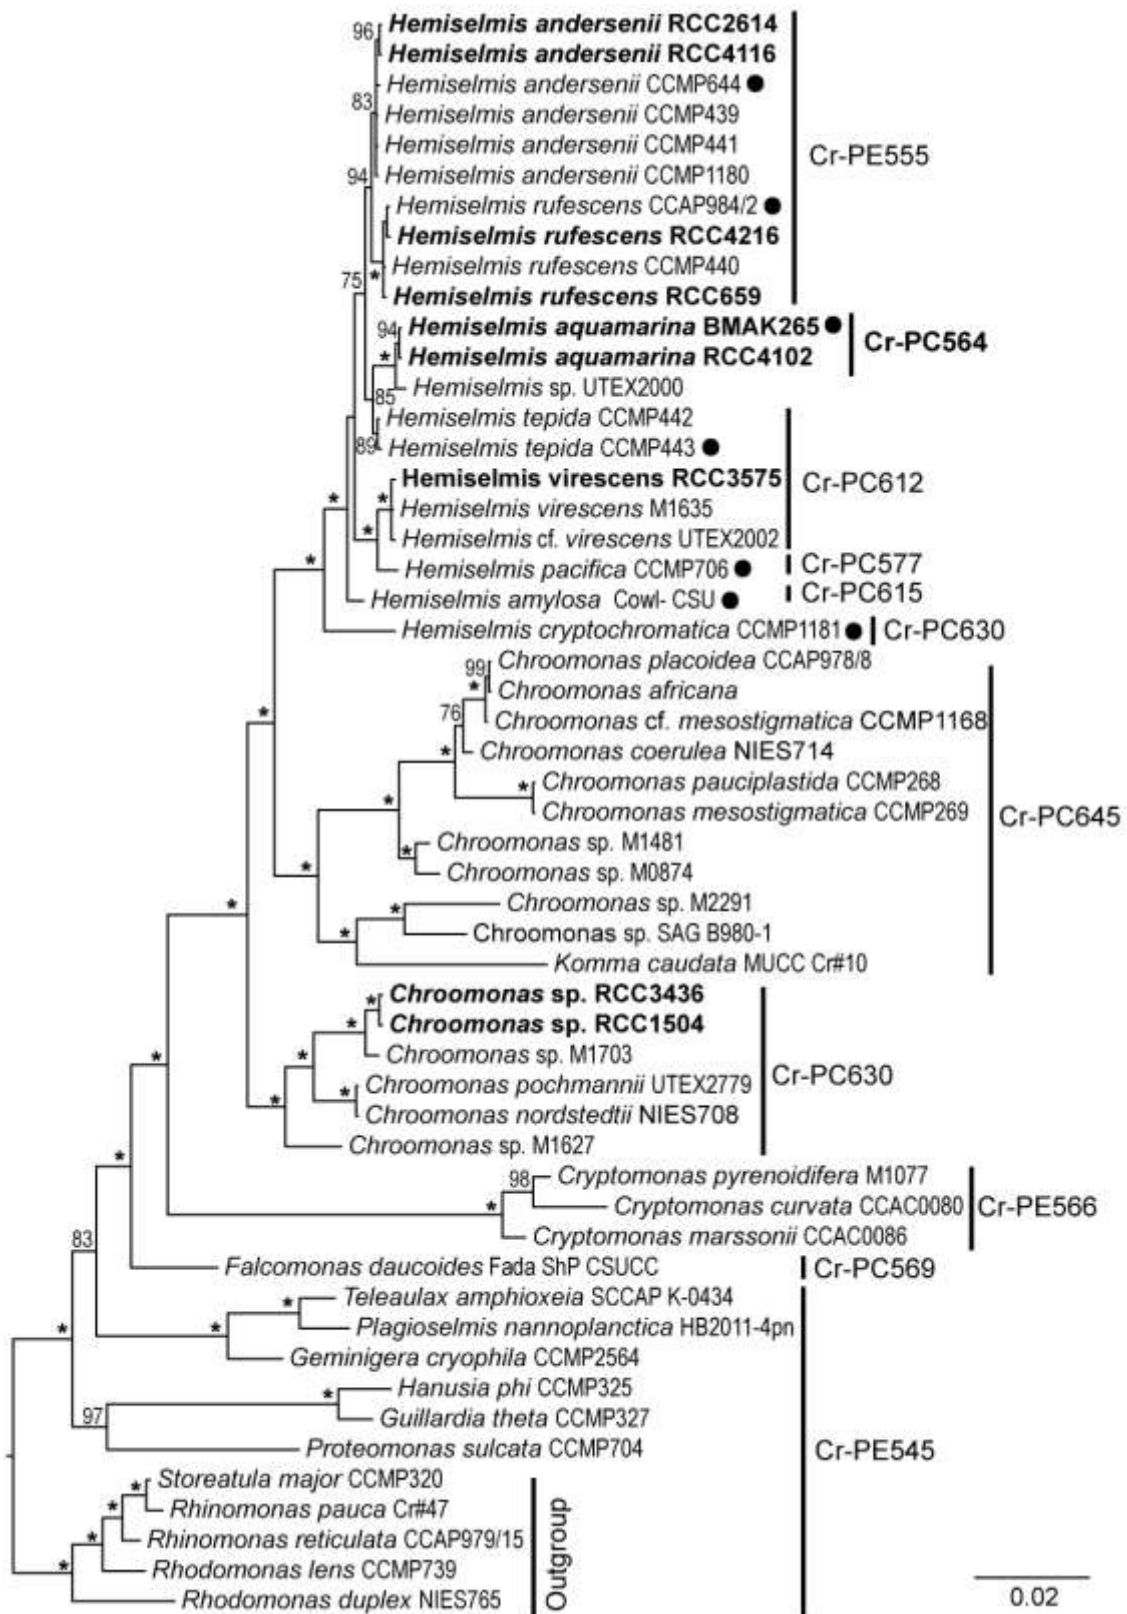 Hemiselmis andersenii RCC2614
96
Hemiselmis andersenii RCC4116
Hemiselmis andersenii CCMP644 ●
83
Hemiselmis andersenii CCMP439
Hemiselmis andersenii CCMP441
Cr-PE555
94
Hemiselmis andersenii CCMP1180
Hemiselmis rufescens CCAP984/2 ●
Hemiselmis rufescens RCC4216
Hemiselmis rufescens CCMP440
75
*
Hemiselmis rufescens RCC659
94
Hemiselmis aquamarina BMAK265 ●
Cr-PC564
*
Hemiselmis aquamarina RCC4102
Hemiselmis sp. UTEX2000
85
Hemiselmis tepida CCMP442
89
Hemiselmis tepida CCMP443 ●
Hemiselmis virescens RCC3575
Cr-PC612
* *
Hemiselmis virescens M1635
*
Hemiselmis cf. virescens UTEX2002
*
Hemiselmis pacifica CCMP706 ●
Cr-PC577
Hemiselmis amylosa Cowl- CSU ●
Cr-PC615
Hemiselmis cryptochromatica CCMP1181 ●
Cr-PC630
Chroomonas placoidea CCAP978/8
99
*
Chroomonas africana
*
76
Chroomonas cf. mesostigmatica CCMP1168
*
Chroomonas coerulea NIES714
*
Chroomonas pauciplastida CCMP268
*
Chroomonas mesostigmatica CCMP269
Cr-PC645
Chroomonas sp. M1481
*
*
Chroomonas sp. M0874
*
*
Chroomonas sp. M2291
*
Chroomonas sp. SAG B980-1
Komma caudata MUCC Cr#10
*
Chroomonas sp. RCC3436
*
Chroomonas sp. RCC1504
* *
Chroomonas sp. M1703
Cr-PC630
*
Chroomonas pochmannii UTEX2779
*
Chroomonas nordstedtii NIES708
Chroomonas sp. M1627
*
98
Cryptomonas pyrenoidifera M1077
*
Cryptomonas curvata CCAC0080
Cr-PE566
Cryptomonas marssonii CCAC0086
83
Falcomonas daucoides Fada ShP CSUCC
Cr-PC569
*
Teleaulax amphioxeia SCCAP K-0434
* *
Plagioselmis nannoplanctica HB2011-4pn
Geminigera cryophila CCMP2564
*
Hanusia phi CCMP325
97
Guillardia theta CCMP327
Proteomonas sulcata CCMP704
Cr-PE545
*
Storeatula major CCMP320
*
Rhinomonas pauca Cr#47
*
Rhinomonas reticulata CCAP979/15
Outgroup
*
Rhodomonas lens CCMP739
Rhodomonas duplex NIES765
0.02